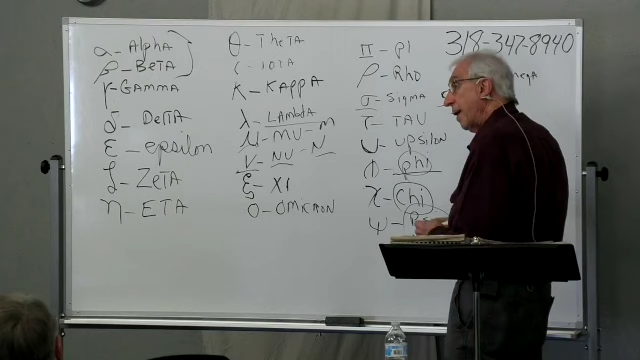 α - Alpha
β - BeTA
γ - GAMMA
δ - DelTA
ε - epsilon
ζ - ZeTA
η - ETA
θ - TheTA
ι - IOTA
κ - KAPPA
λ - LAMbdA
μ - MU - m
ν - NU - N
ξ - XI
ο - OMICRON
π - pI
ρ - Rho
σ - Sigma
τ - TAU
υ - UpSIlON
φ - phi
χ - Chi
ψ -
318-347-8940